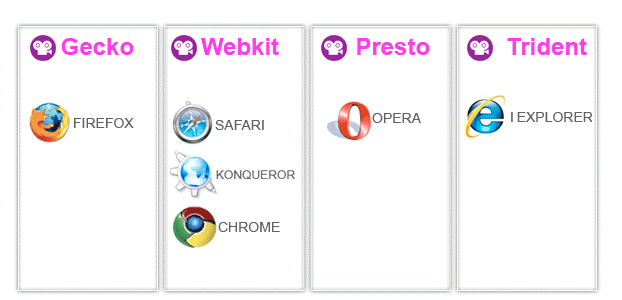 Gecko
FIREFOX
Webkit
SAFARI
KONQUEROR
CHROME
Presto
OPERA
Trident
I EXPLORER